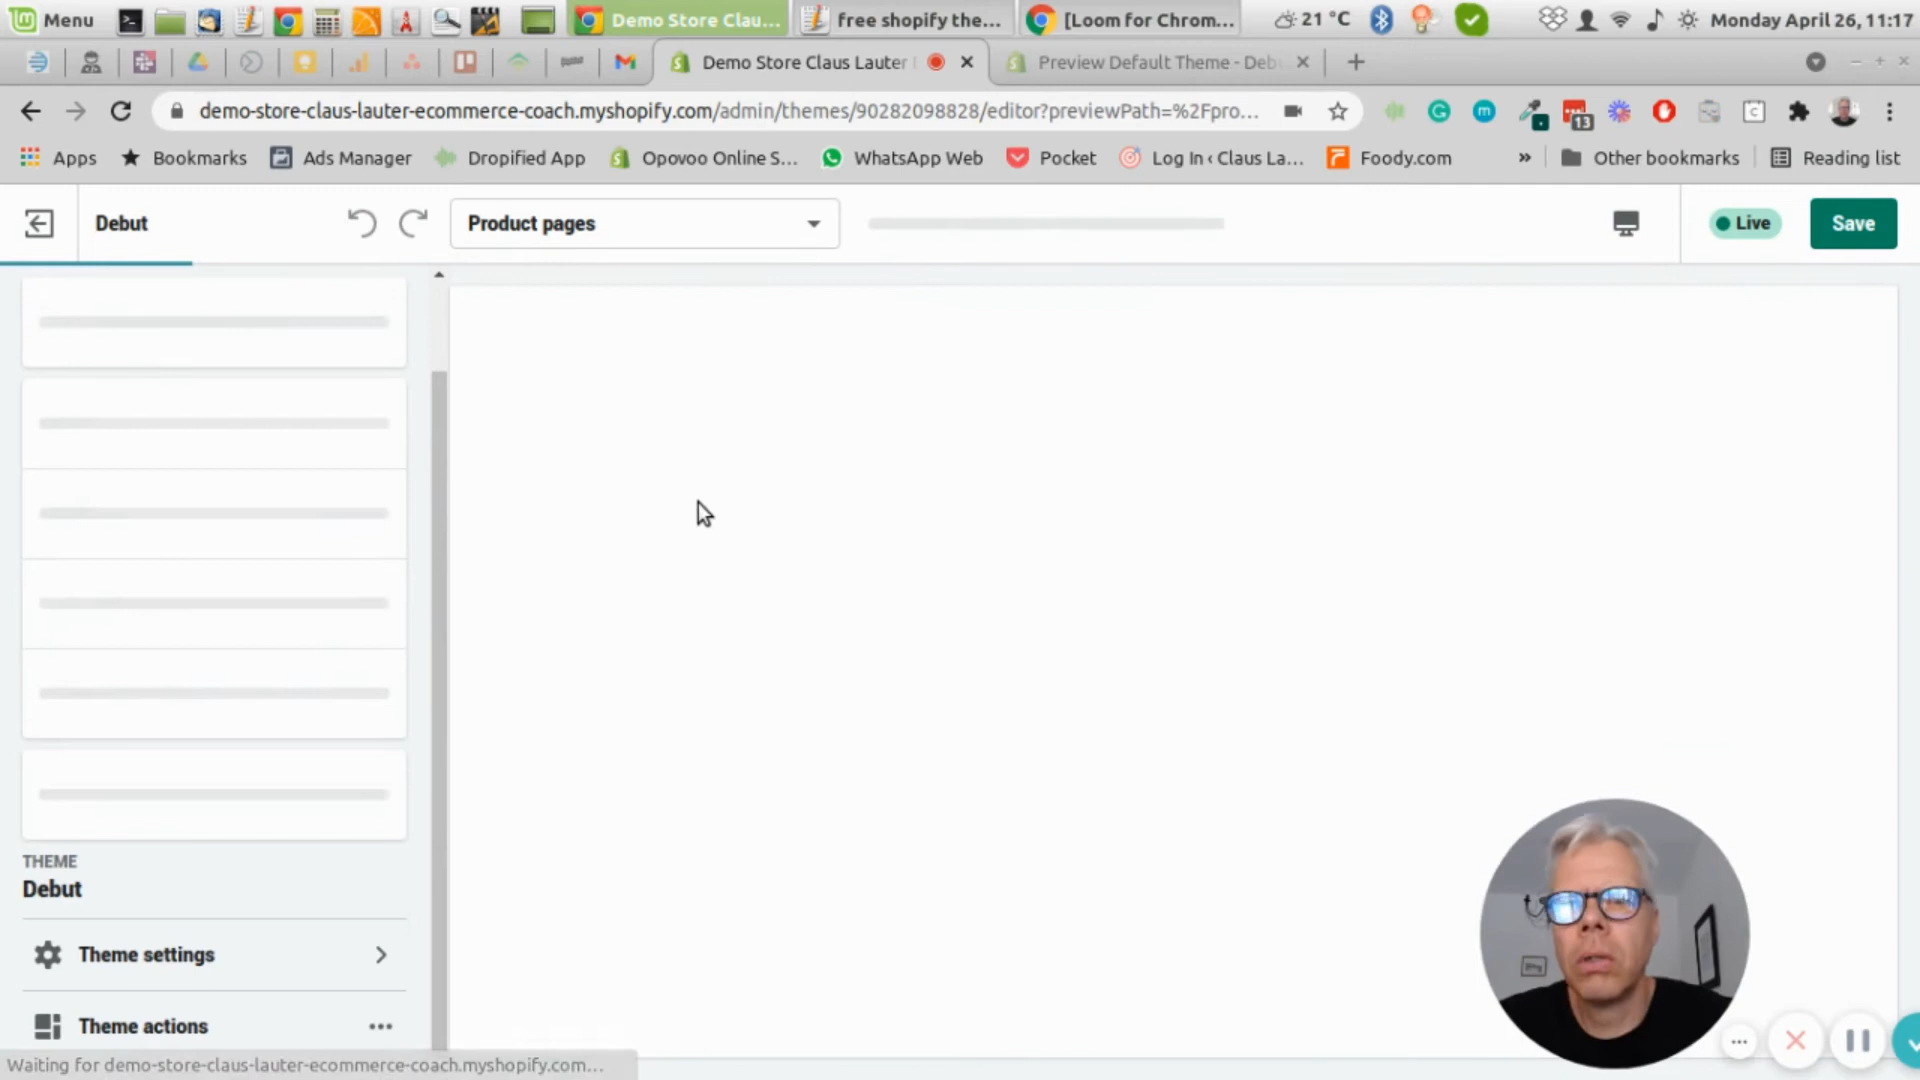 Menu
Demo Store Clau...
free shopify the...
[Loom for Chrom...
21 °C
Monday April 26, 11:17
Demo Store Claus Lauter
Preview Default Theme - Deb
demo-store-claus-lauter-ecommerce-coach.myshopify.com/admin/themes/90282098828/editor?previewPath=%2Fpro...
13
Apps
Bookmarks
Ads Manager
Dropified App
Opovoo Online S...
WhatsApp Web
Pocket
Log In ‹ Claus La...
Foody.com
»
Other bookmarks
Reading list
Debut
Product pages
Live
Save
THEME
Debut
Theme settings
Theme actions
Waiting for demo-store-claus-lauter-ecommerce-coach.myshopify.com...